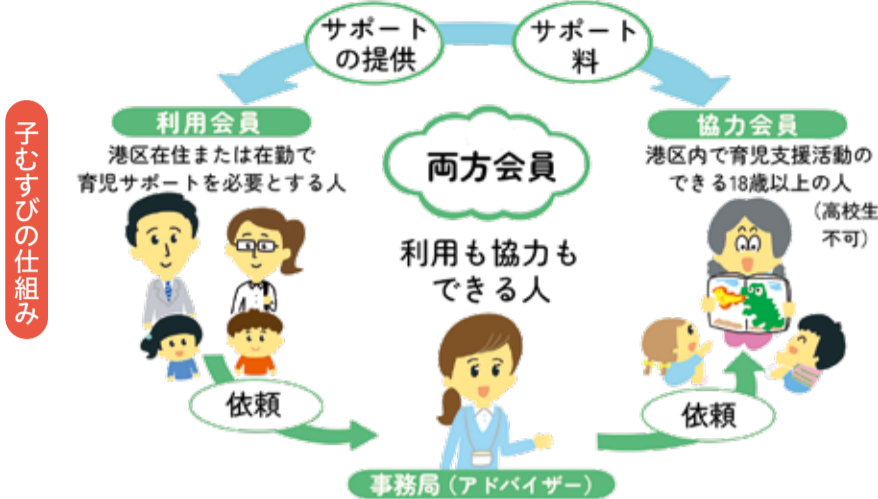 子むすびの仕組み
サポート
の提供
サポート
料
利用会員
港区在住または在勤で
育児サポートを必要とする人
両方会員
利用も協力も
できる人
協力会員
港区内で育児支援活動の
できる18歳以上の人
(高校生
不可)
依頼
依頼
事務局(アドバイザー)